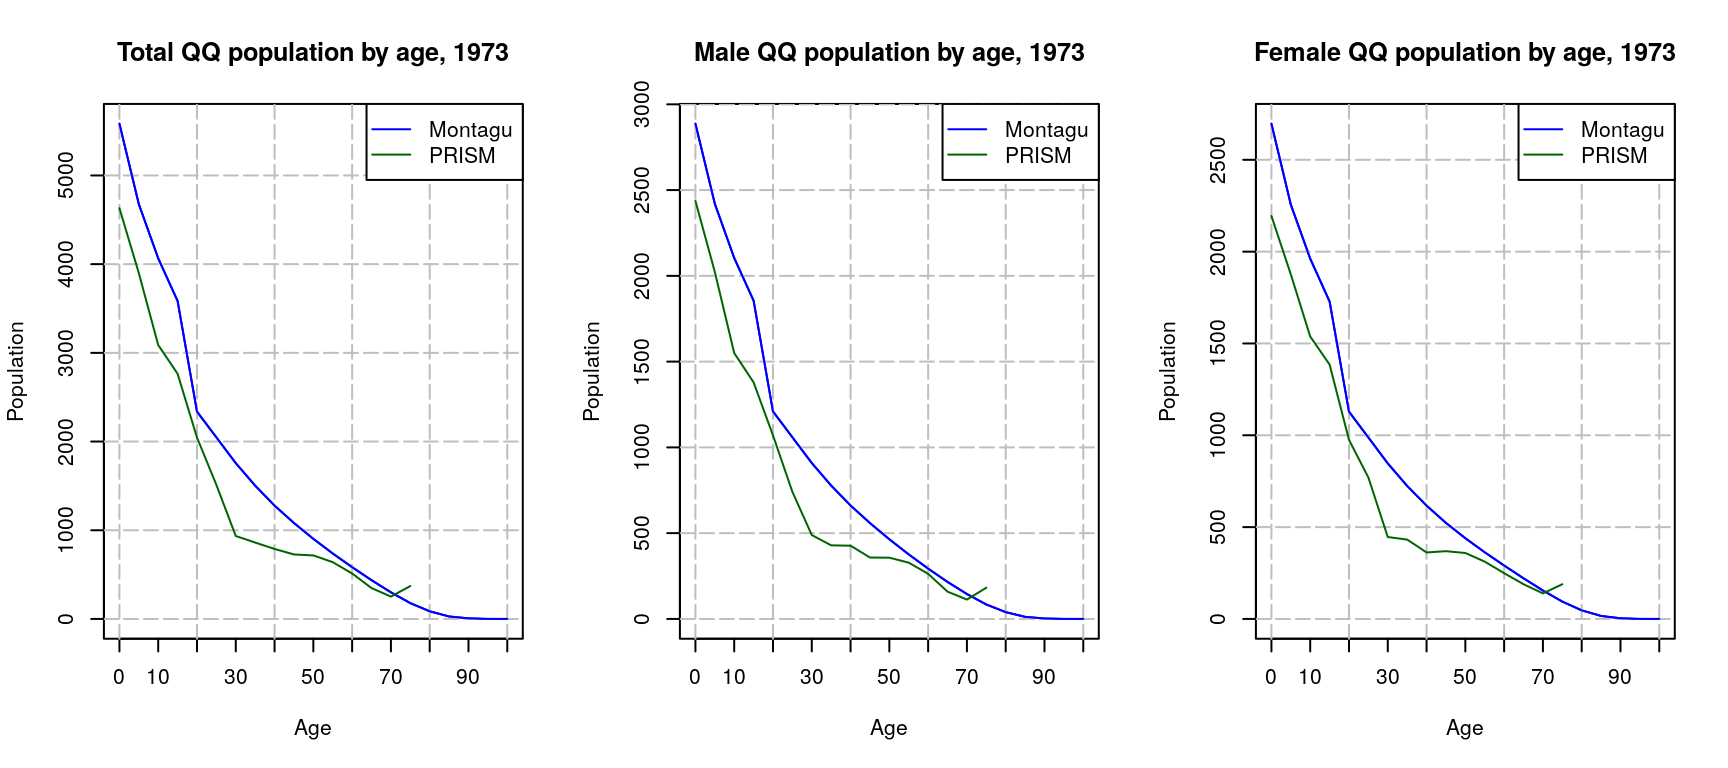 Total QQ population by age, 1973
Montagu
PRISM
5000
4000
3000
2000
1000
0
Population
0 10 30 50 70 90
Age
Male QQ population by age, 1973
Montagu
PRISM
3000
2500
2000
1500
1000
500
0
Population
0 10 30 50 70 90
Age
Female QQ population by age, 1973
Montagu
PRISM
2500
2000
1500
1000
500
0
Population
0 10 30 50 70 90
Age